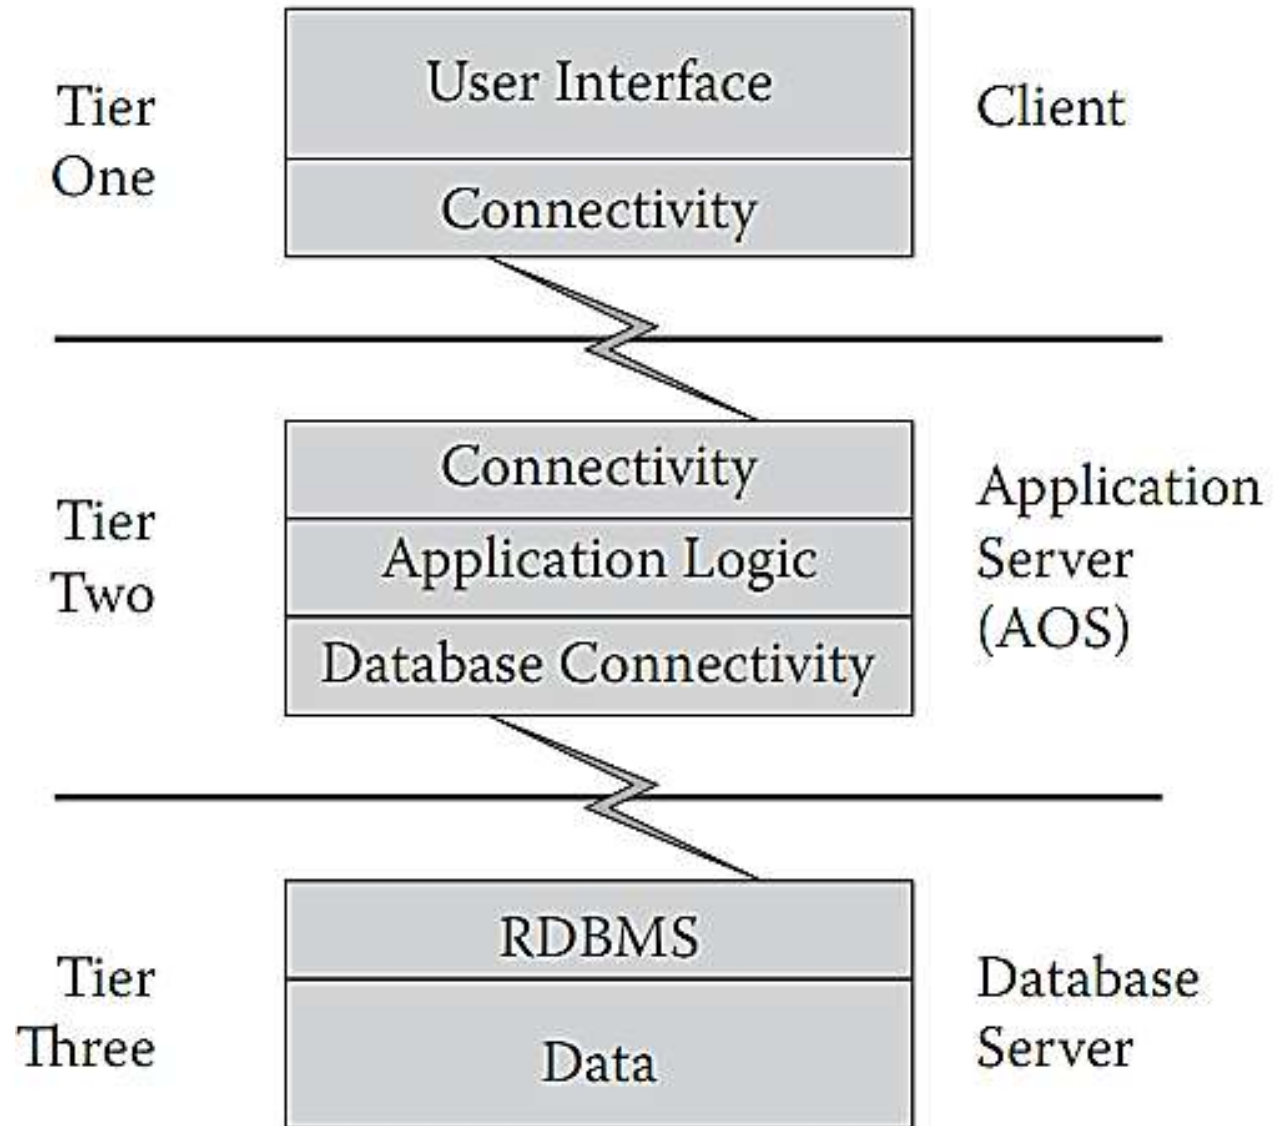 Tier
One
User Interface
Connectivity
Client
Tier
Two
Connectivity
Application Logic
Database Connectivity
Application
Server
(AOS)
Tier
Three
RDBMS
Data
Database
Server